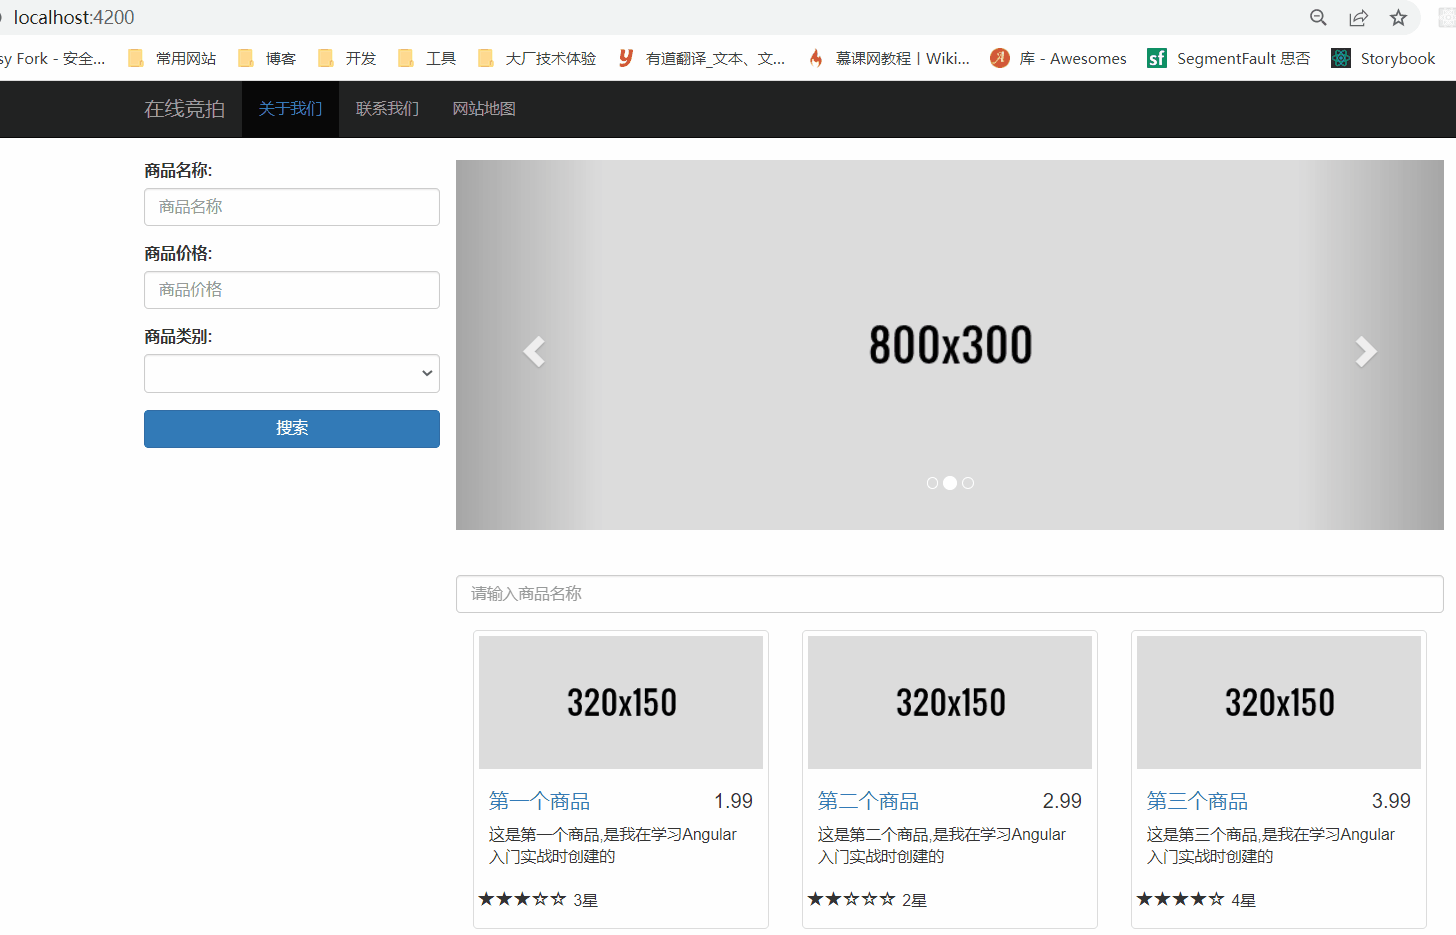 localhost:4200
sy Fork - 安全... 常用网站 博客 开发 工具 大厂技术体验 有道翻译_文本、文... 慕课网教程 | Wiki... 库 - Awesomes SegmentFault 思否 Storybook
在线竞拍 关于我们 联系我们 网站地图
商品名称:
商品名称
商品价格:
商品价格
商品类别:
搜索
800x300
请输入商品名称
320x150 320x150 320x150
第一个商品 1.99 第二个商品 2.99 第三个商品 3.99
这是第一个商品,是我在学习Angular 这是第二个商品,是我在学习Angular 这是第三个商品,是我在学习Angular
入门实战时创建的 入门实战时创建的 入门实战时创建的
★★★☆☆ 3星 ★★☆☆☆ 2星 ★★★★☆ 4星